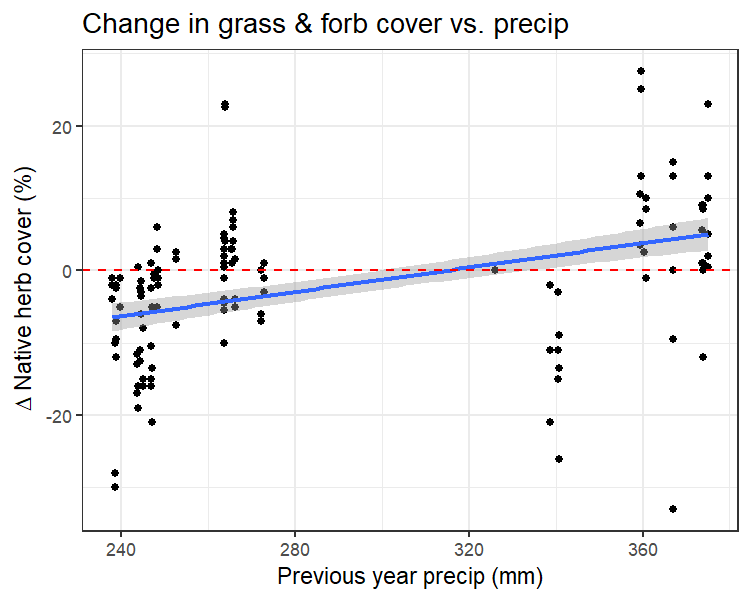 Change in grass & forb cover vs. precip
20
0
-20
Δ Native herb cover (%)
240 280 320 360
Previous year precip (mm)